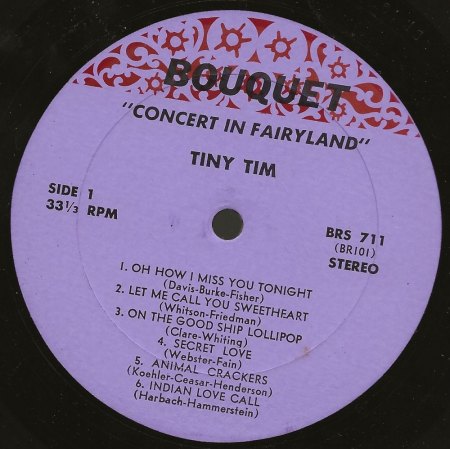 BOUQUET
"CONCERT IN FAIRYLAND"
TINY TIM
SIDE 1
33⅓ RPM
BRS 711
(BR101)
STEREO
1. OH HOW I MISS YOU TONIGHT
(Davis-Burke-Fisher)
2. LET ME CALL YOU SWEETHEART
(Whitson-Friedman)
3. ON THE GOOD SHIP LOLLIPOP
(Clare-Whiting)
4. SECRET LOVE
(Webster-Fain)
5. ANIMAL CRACKERS
(Koehler-Ceasar-Henderson)
6. INDIAN LOVE CALL
(Harbach-Hammerstein)